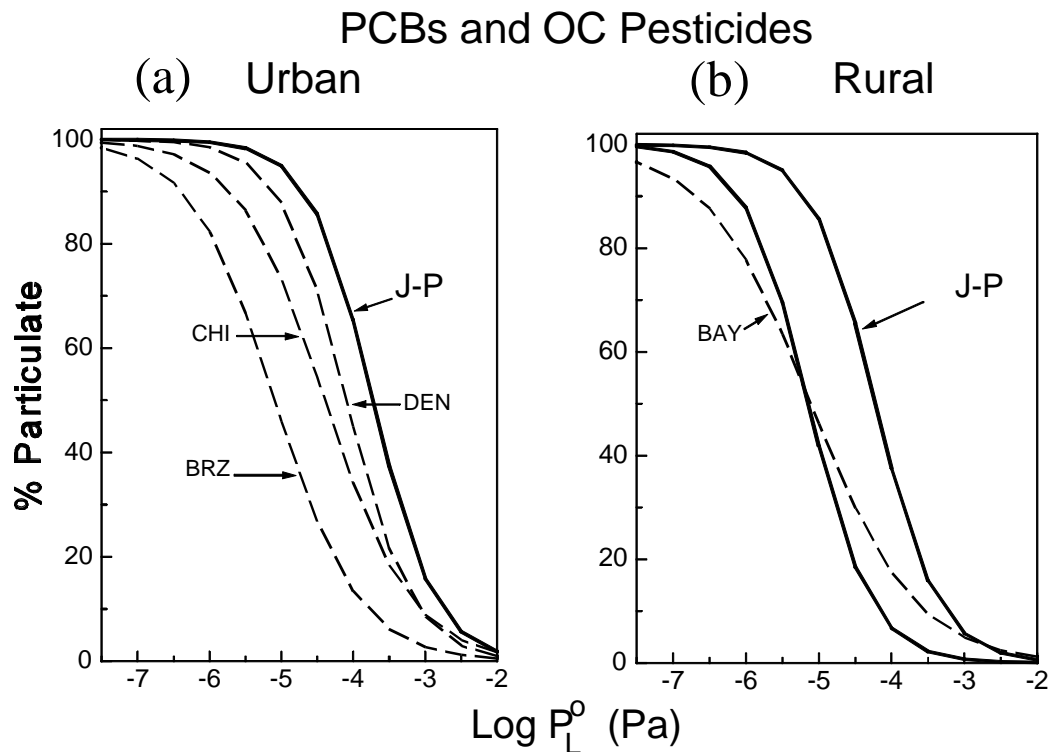 PCBs and OC Pesticides
(a) Urban
(b) Rural
% Particulate
100
80
60
40
20
0
J-P
CHI
DEN
BRZ
-7 -6 -5 -4 -3 -2
100
80
60
40
20
0
J-P
BAY
-7 -6 -5 -4 -3 -2
Log P°L (Pa)